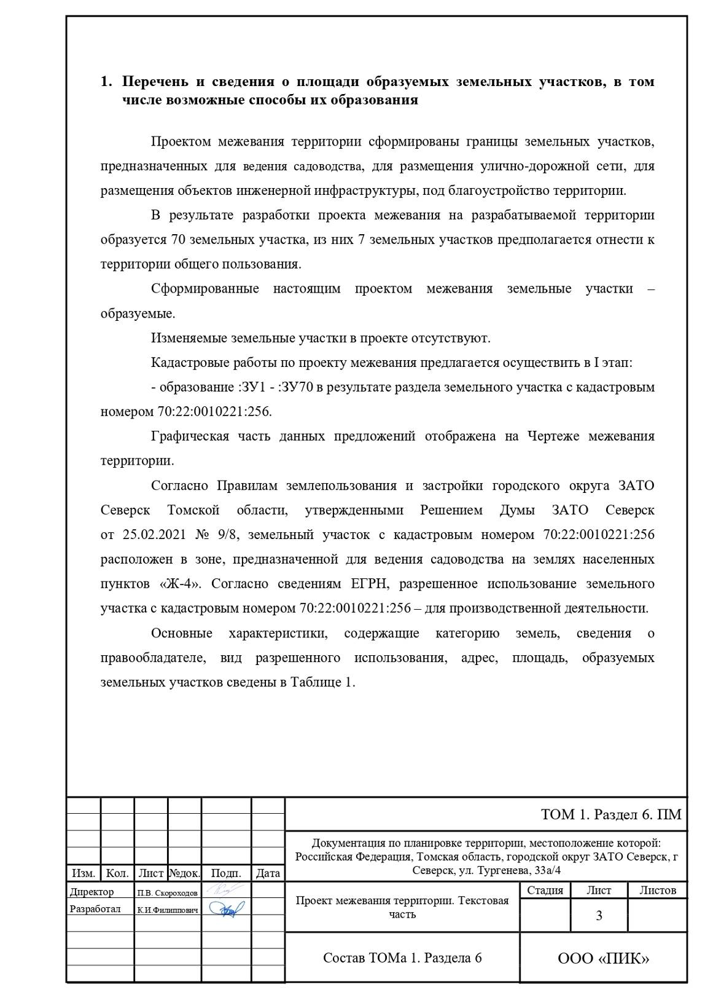 1. Перечень и сведения о площади образуемых земельных участков, в том
числе возможные способы их образования
Проектом межевания территории сформированы границы земельных участков,
предназначенных для ведения садоводства, для размещения улично-дорожной сети, для
размещения объектов инженерной инфраструктуры, под благоустройство территории.
В результате разработки проекта межевания на разрабатываемой территории
образуется 70 земельных участка, из них 7 земельных участков предполагается отнести к
территории общего пользования.
Сформированные настоящим проектом межевания земельные участки –
образуемые.
Изменяемые земельные участки в проекте отсутствуют.
Кадастровые работы по проекту межевания предлагается осуществить в I этап:
- образование :ЗУ1 - :ЗУ70 в результате раздела земельного участка с кадастровым
номером 70:22:0010221:256.
Графическая часть данных предложений отображена на Чертеже межевания
территории.
Согласно Правилам землепользования и застройки городского округа ЗАТО
Северск Томской области, утвержденными Решением Думы ЗАТО Северск
от 25.02.2021 № 9/8, земельный участок с кадастровым номером 70:22:0010221:256
расположен в зоне, предназначенной для ведения садоводства на землях населенных
пунктов «Ж-4». Согласно сведениям ЕГРН, разрешенное использование земельного
участка с кадастровым номером 70:22:0010221:256 – для производственной деятельности.
Основные характеристики, содержащие категорию земель, сведения о
правообладателе, вид разрешенного использования, адрес, площадь, образуемых
земельных участков сведены в Таблице 1.
ТОМ 1. Раздел 6. ПМ
Документация по планировке территории, местоположение которой:
Российская Федерация, Томская область, городской округ ЗАТО Северск, г
Северск, ул. Тургенева, 33а/4
Изм. Кол. Лист №док. Подп. Дата
Директор П.В. Скороходов
Разработал К.И.Филиппович
Проект межевания территории. Текстовая
часть
Стадия Лист Листов
3
Состав ТОМа 1. Раздела 6
ООО «ПИК»